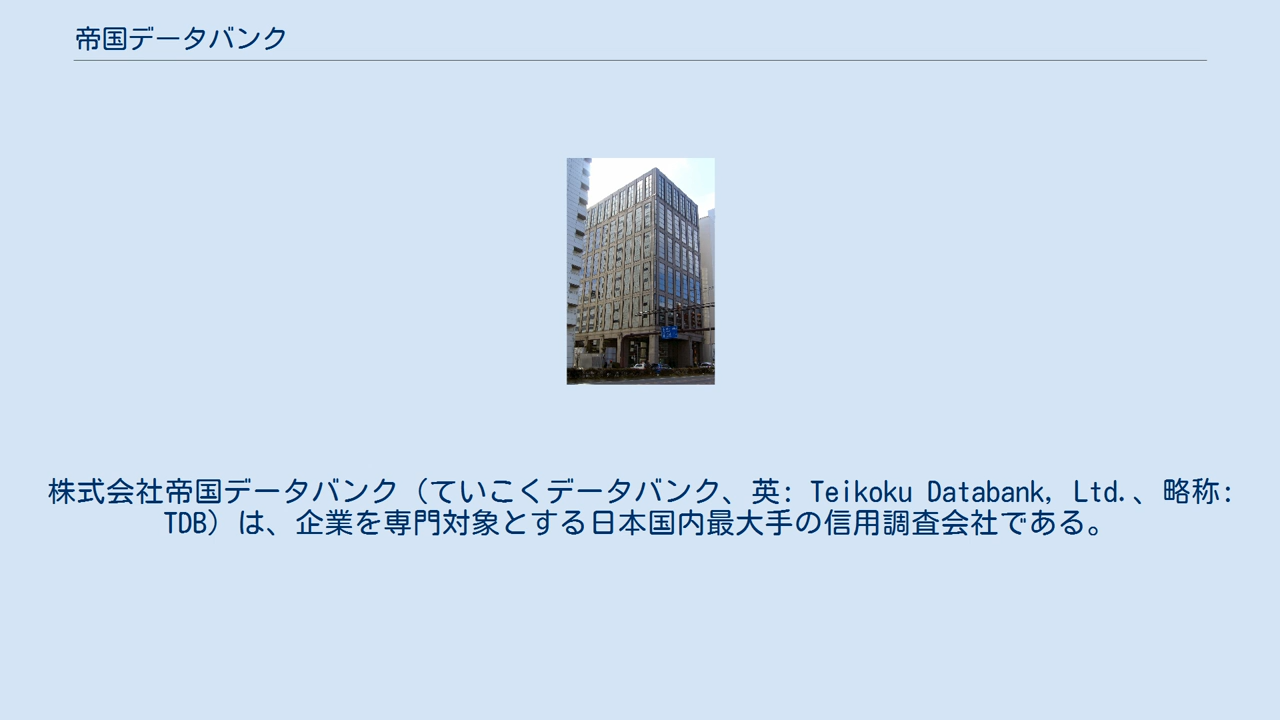 帝国データバンク
株式会社帝国データバンク（ていこくデータバンク、英: Teikoku Databank, Ltd.、略称:
TDB）は、企業を専門対象とする日本国内最大手の信用調査会社である。